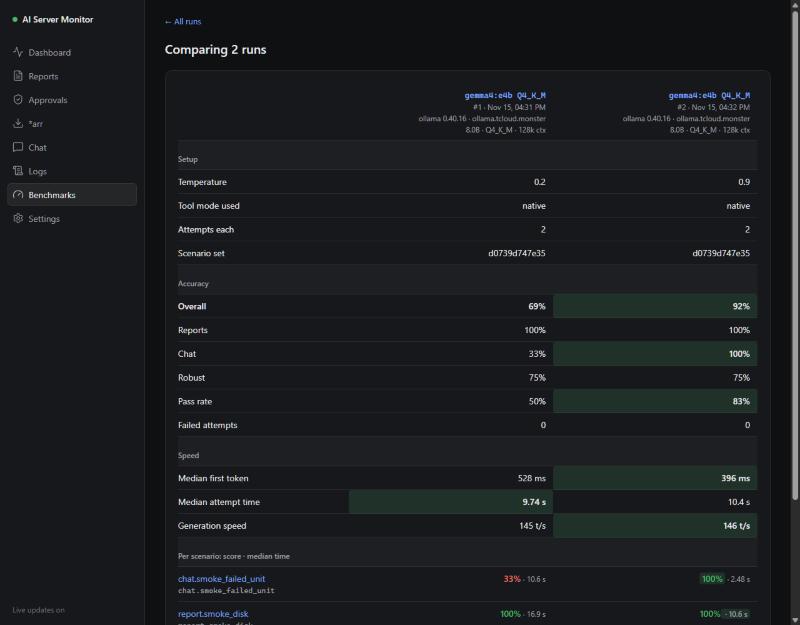 AI Server Monitor
Dashboard
Reports
Approvals
*arr
Chat
Logs
Benchmarks
Settings
Live updates on
← All runs
Comparing 2 runs
gemma4:e4b Q4_K_M gemma4:e4b Q4_K_M
#1 · Nov 15, 04:31 PM #2 · Nov 15, 04:32 PM
ollama 0.40.16 · ollama.tcloud.monster ollama 0.40.16 · ollama.tcloud.monster
8.0B · Q4_K_M · 128k ctx 8.0B · Q4_K_M · 128k ctx
Setup
Temperature 0.2 0.9
Tool mode used native native
Attempts each 2 2
Scenario set d0739d747e35 d0739d747e35
Accuracy
Overall 69% 92%
Reports 100% 100%
Chat 33% 100%
Robust 75% 75%
Pass rate 50% 83%
Failed attempts 0 0
Speed
Median first token 528 ms 396 ms
Median attempt time 9.74 s 10.4 s
Generation speed 145 t/s 146 t/s
Per scenario: score · median time
chat.smoke_failed_unit 33% · 10.6 s 100% · 2.48 s
chat.smoke_failed_unit
report.smoke_disk 100% · 16.9 s 100% · 10.6 s
report.smoke_disk